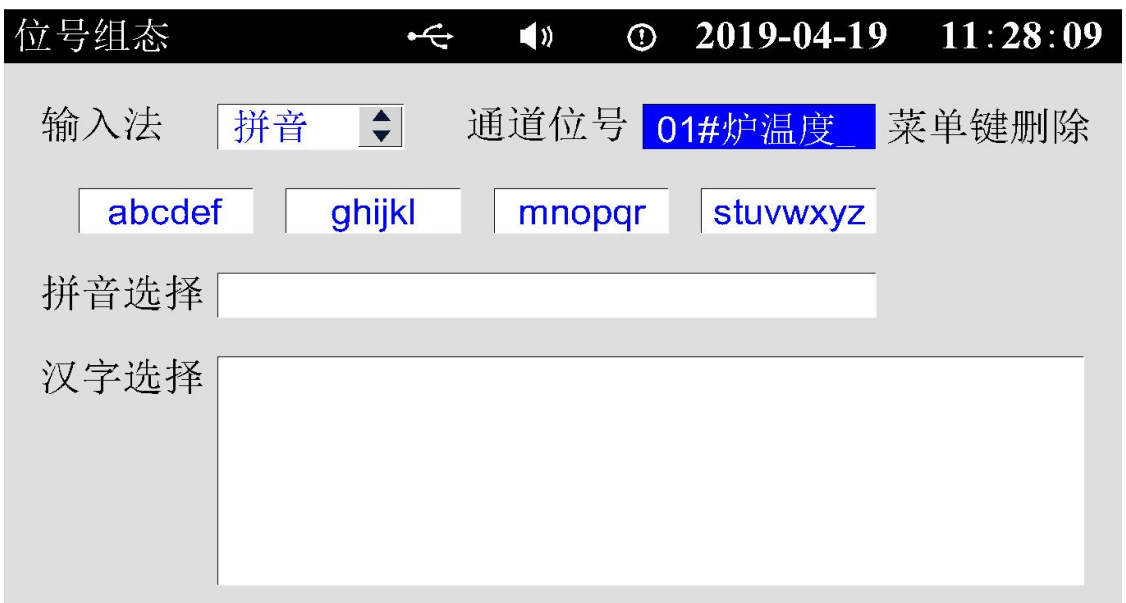 位号组态 2019-04-19 11:28:09
输入法 拼音 通道位号 01#炉温度_ 菜单键删除
abcdef ghijkl mnopqr stuvwxyz
拼音选择
汉字选择